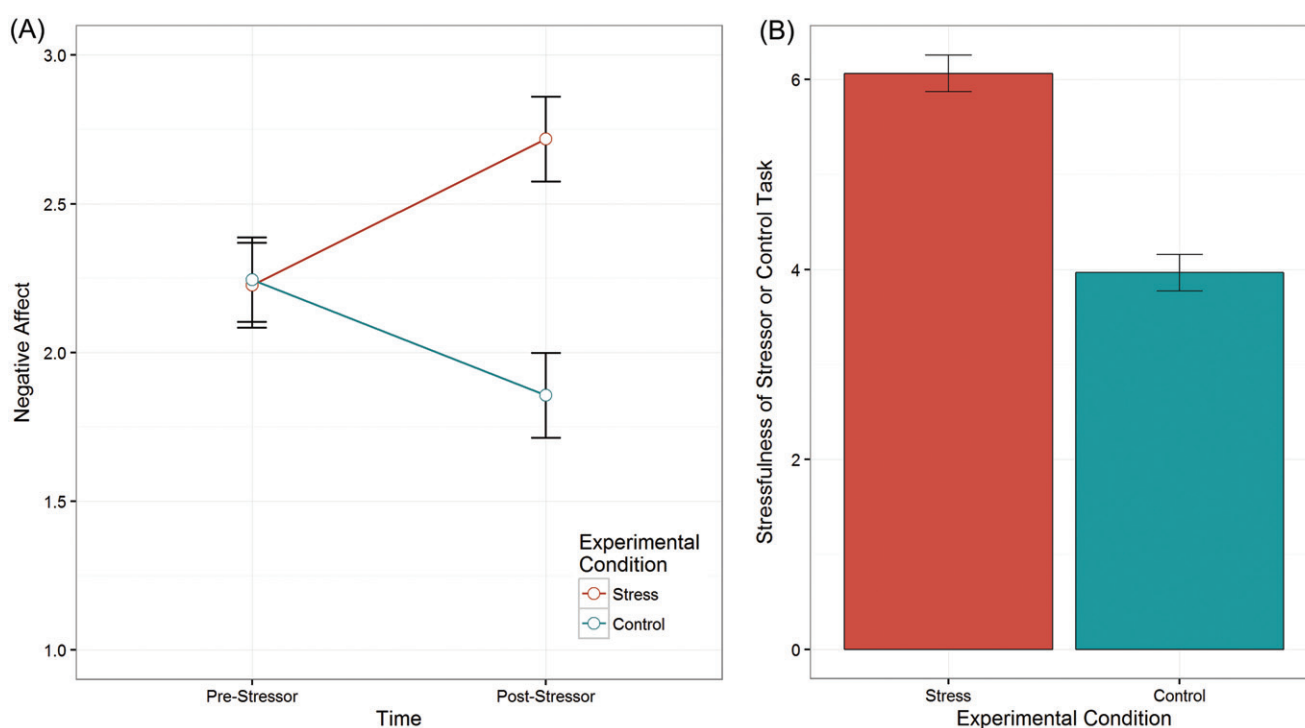 (A)
3.0
2.5
2.0
1.5
1.0
Negative Affect
Pre-Stressor
Post-Stressor
Time
Experimental
Condition
Stress
Control
(B)
6
4
2
0
Stressfulness of Stressor or Control Task
Stress
Control
Experimental Condition